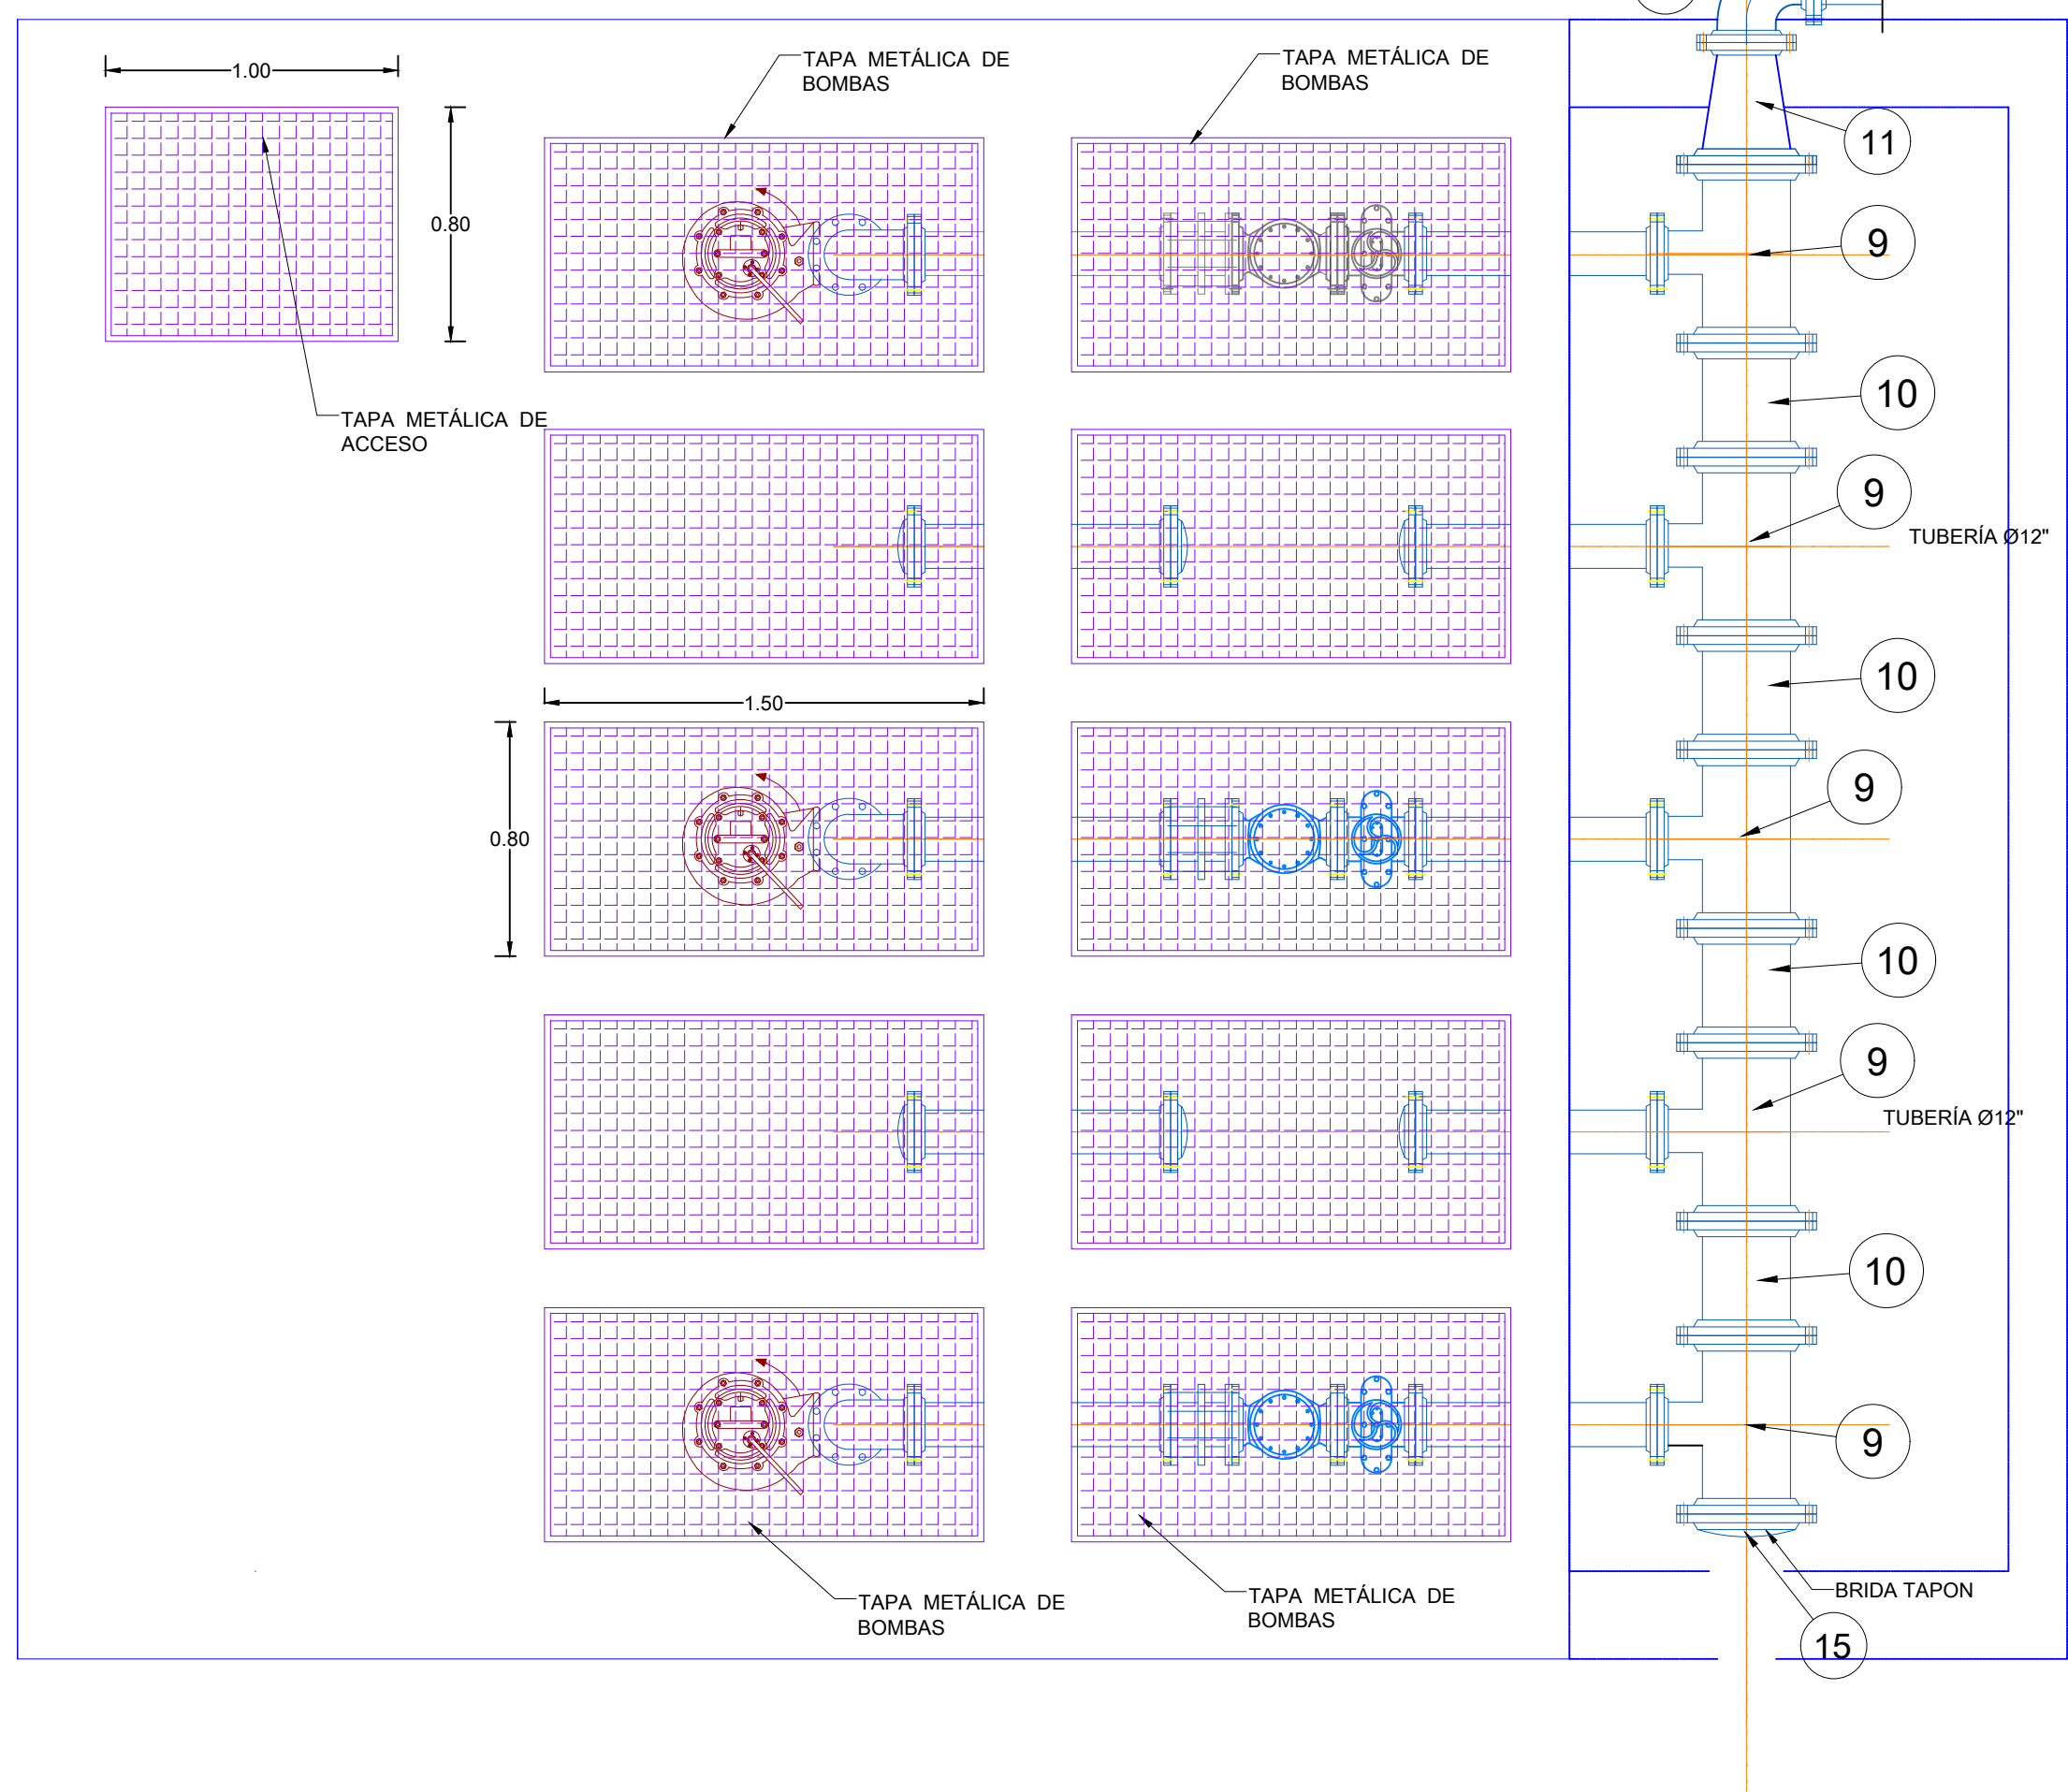 1.00
TAPA METÁLICA DE
BOMBAS
TAPA METÁLICA DE
BOMBAS
11
0.80
9
10
TAPA METÁLICA DE
ACCESO
9
TUBERÍA Ø12"
10
1.50
9
0.80
10
9
TUBERÍA Ø12"
10
9
TAPA METÁLICA DE
BOMBAS
TAPA METÁLICA DE
BOMBAS
BRIDA TAPON
15